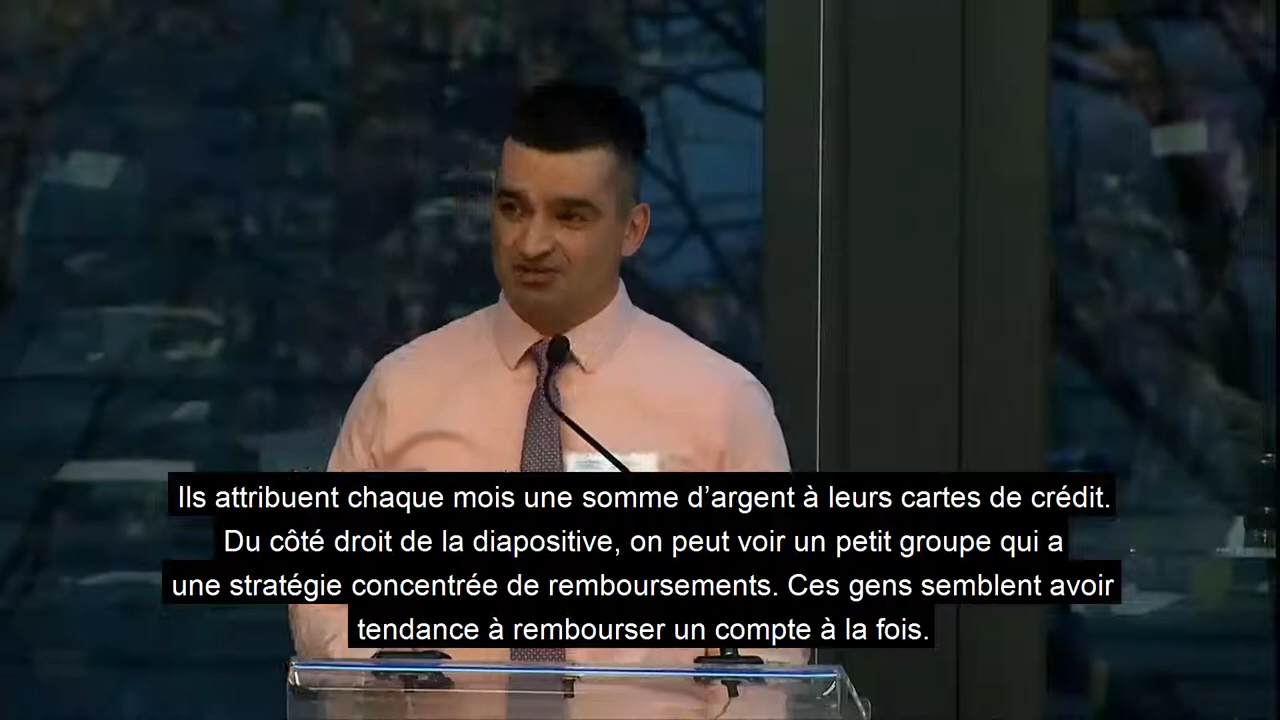 Ils attribuent chaque mois une somme d’argent à leurs cartes de crédit.
Du côté droit de la diapositive, on peut voir un petit groupe qui a
une stratégie concentrée de remboursements. Ces gens semblent avoir
tendance à rembourser un compte à la fois.